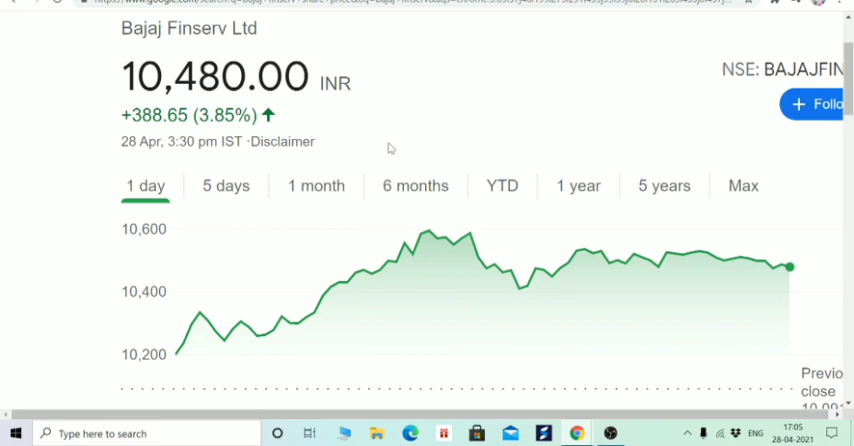 Bajaj Finserv Ltd
10,480.00 INR
NSE: BAJAJFIN
+388.65 (3.85%)
+ Follo
28 Apr, 3:30 pm IST ·Disclaimer
1 day 5 days 1 month 6 months YTD 1 year 5 years Max
10,600
10,400
10,200
Previo
close
Type here to search
ENG
17:05
28-04-2021